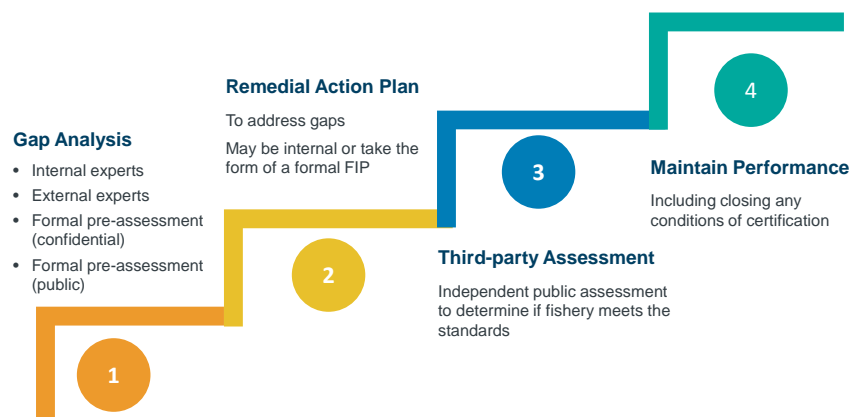 Gap Analysis
• Internal experts
• External experts
• Formal pre-assessment
(confidential)
• Formal pre-assessment
(public)
1
Remedial Action Plan
To address gaps
May be internal or take the
form of a formal FIP
2
3
Third-party Assessment
Independent public assessment
to determine if fishery meets the
standards
4
Maintain Performance
Including closing any
conditions of certification